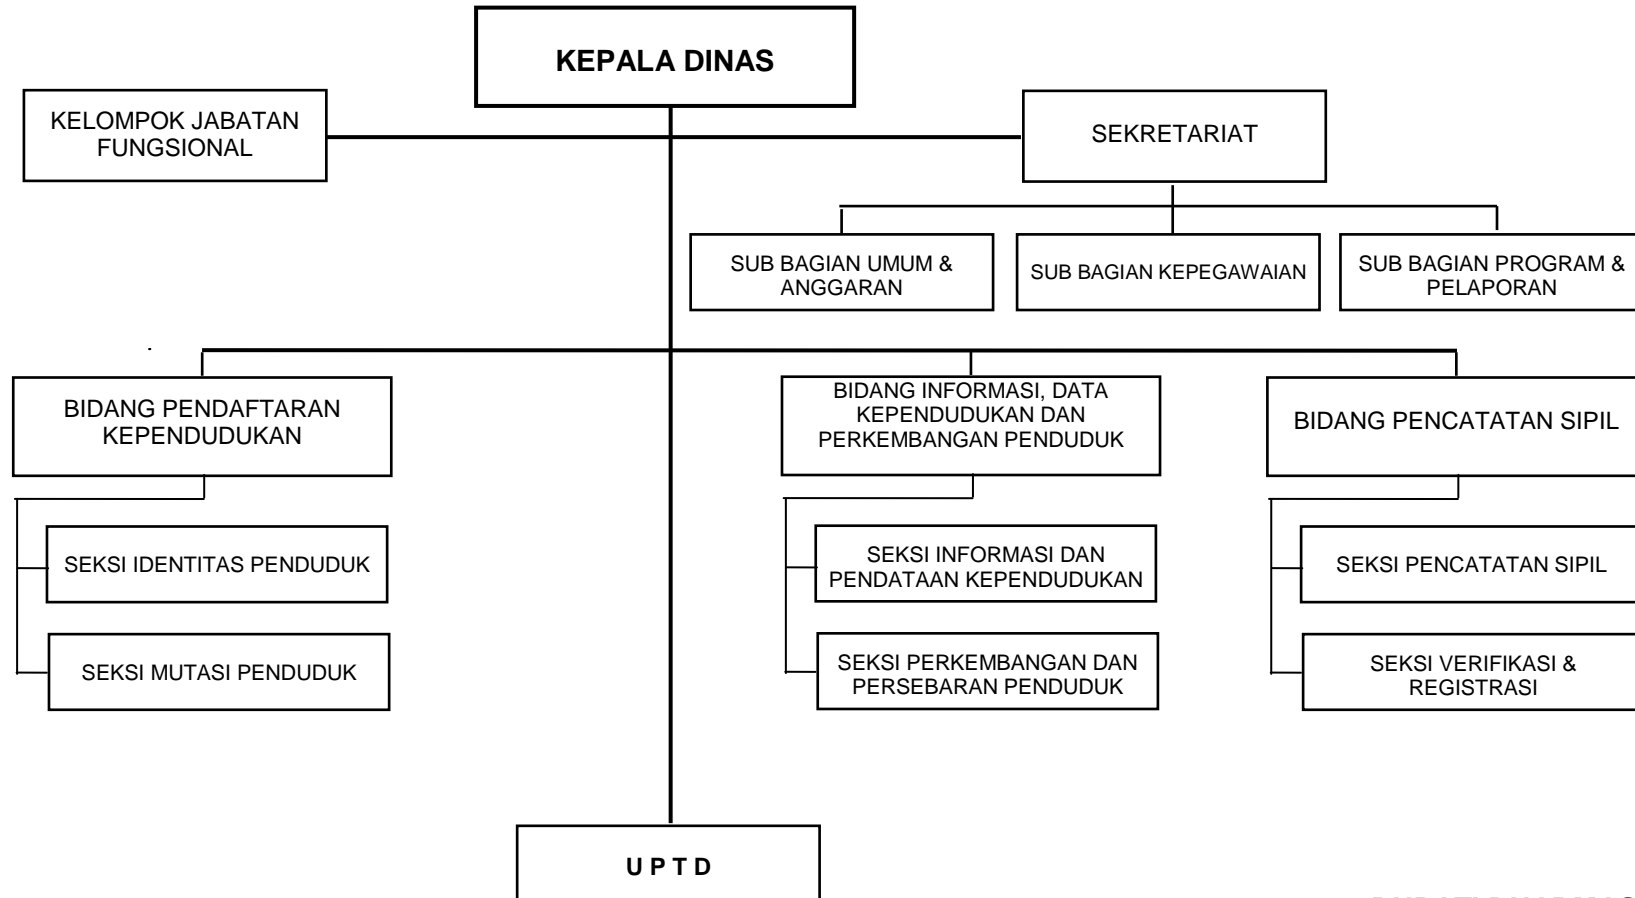 KEPALA DINAS
KELOMPOK JABATAN
FUNGSIONAL
SEKRETARIAT
SUB BAGIAN UMUM &
ANGGARAN
SUB BAGIAN KEPEGAWAIAN
SUB BAGIAN PROGRAM &
PELAPORAN
BIDANG PENDAFTARAN
KEPENDUDUKAN
BIDANG INFORMASI, DATA
KEPENDUDUKAN DAN
PERKEMBANGAN PENDUDUK
BIDANG PENCATATAN SIPIL
SEKSI IDENTITAS PENDUDUK
SEKSI INFORMASI DAN
PENDATAAN KEPENDUDUKAN
SEKSI PENCATATAN SIPIL
SEKSI MUTASI PENDUDUK
SEKSI PERKEMBANGAN DAN
PERSEBARAN PENDUDUK
SEKSI VERIFIKASI &
REGISTRASI
U P T D